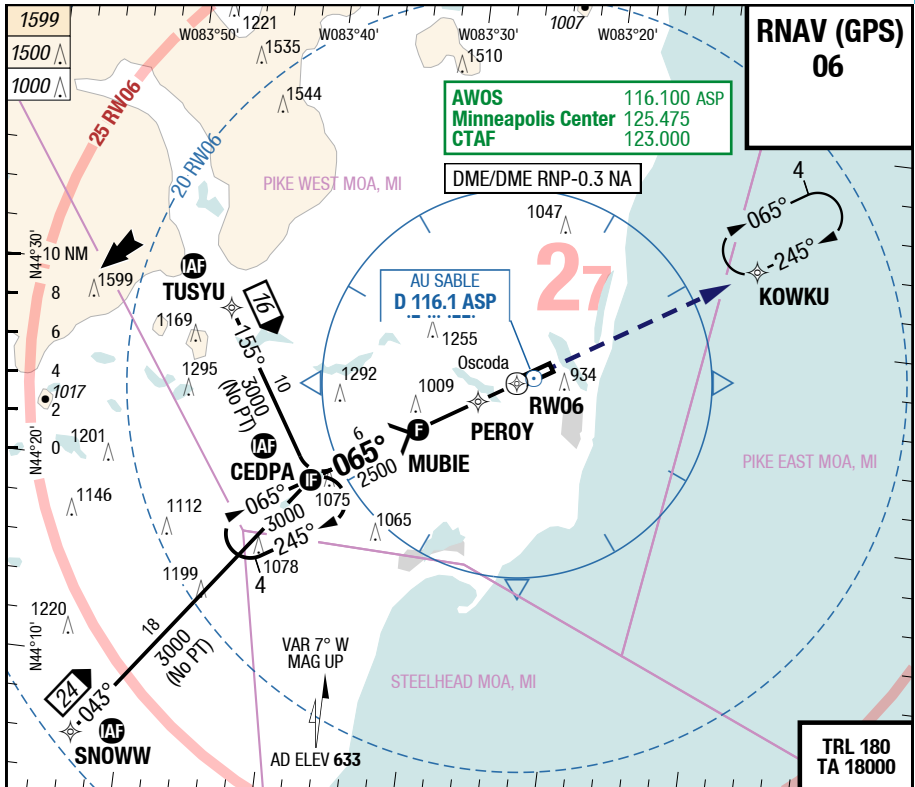 1599
1500
1000
1221
W083°50'
W083°40'
W083°30'
1007
W083°20'
RNAV (GPS)
06
1535
1510
1544
25 RW06
20 RW06
AWOS 116.100 ASP
Minneapolis Center 125.475
CTAF 123.000
DME/DME RNP-0.3 NA
PIKE WEST MOA, MI
4
065°
245°
KOWKU
1047
27
N44°30'
10 NM
8
6
4
2
0
1599
IAF
TUSYU
16
155°
10
3000
(No PT)
1169
1295
AU SABLE
D 116.1 ASP
1255
1292
1009
Oscoda
934
RW06
PEROY
1017
N44°20'
1201
1146
IAF
CEDPA
IF
065°
6
2500
F
MUBIE
PIKE EAST MOA, MI
065°
3000
245°
4
1075
1065
1078
1112
1199
1220
N44°10'
18
3000
(No PT)
24
043°
IAF
SNOWW
VAR 7° W
MAG UP
AD ELEV 633
STEELHEAD MOA, MI
TRL 180
TA 18000